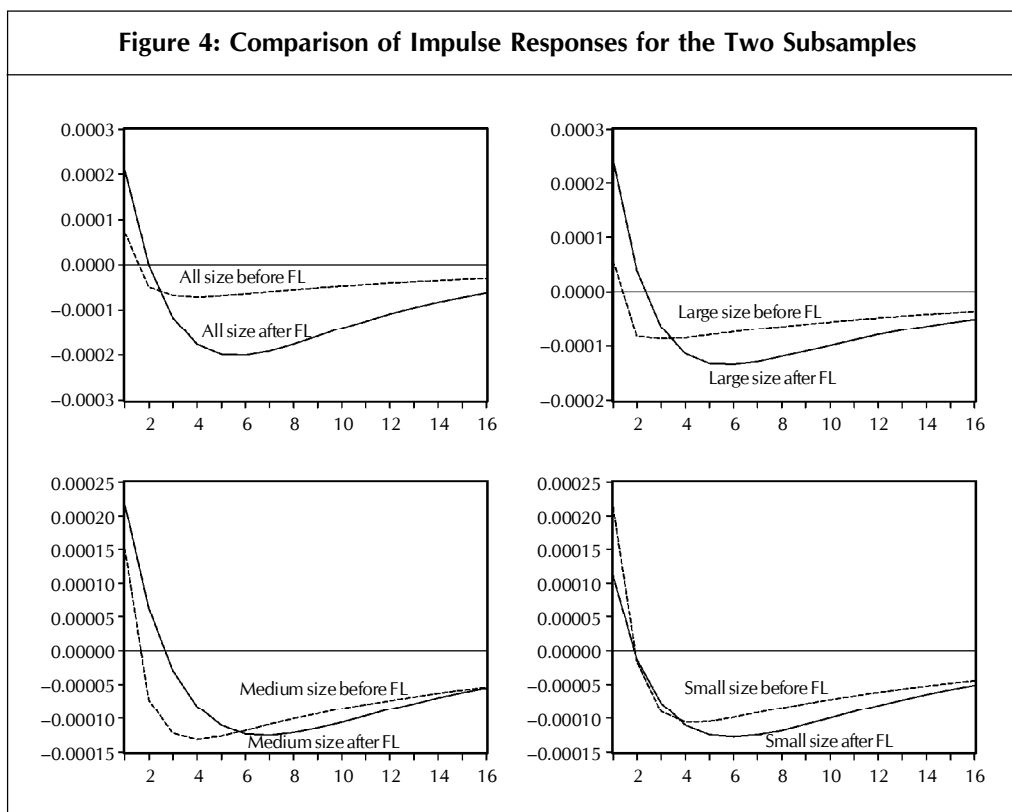 Figure 4: Comparison of Impulse Responses for the Two Subsamples
0.0003
0.0002
0.0001
0.0000
–0.0001
–0.0002
–0.0003
All size before FL
All size after FL
2 4 6 8 10 12 14 16
0.0003
0.0002
0.0001
0.0000
–0.0001
–0.0002
Large size before FL
Large size after FL
2 4 6 8 10 12 14 16
0.00025
0.00020
0.00015
0.00010
0.00005
0.00000
–0.00005
–0.00010
–0.00015
Medium size before FL
Medium size after FL
2 4 6 8 10 12 14 16
0.00025
0.00020
0.00015
0.00010
0.00005
0.00000
–0.00005
–0.00010
–0.00015
Small size before FL
Small size after FL
2 4 6 8 10 12 14 16